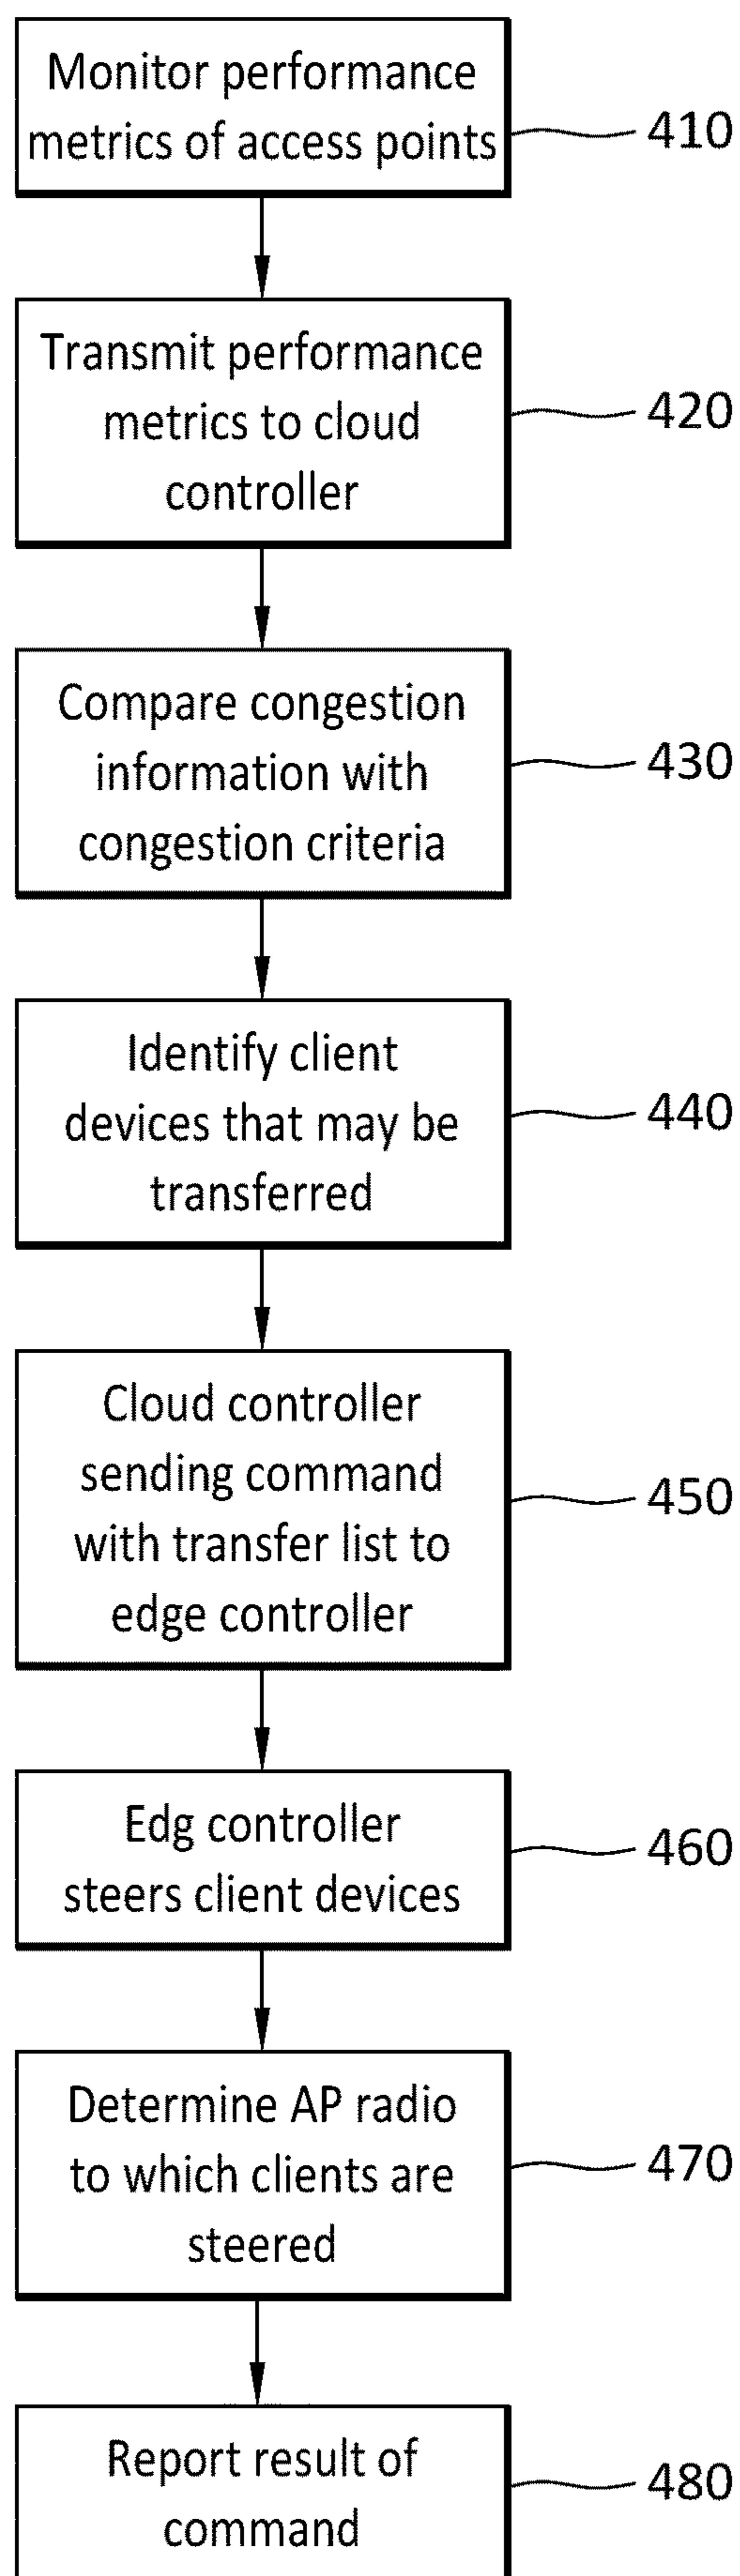 Monitor performance
metrics of access points
410
Transmit performance
metrics to cloud
controller
420
Compare congestion
information with
congestion criteria
430
Identify client
devices that may be
transferred
440
Cloud controller
sending command
with transfer list to
edge controller
450
Edg controller
steers client devices
460
Determine AP radio
to which clients are
steered
470
Report result of
command
480